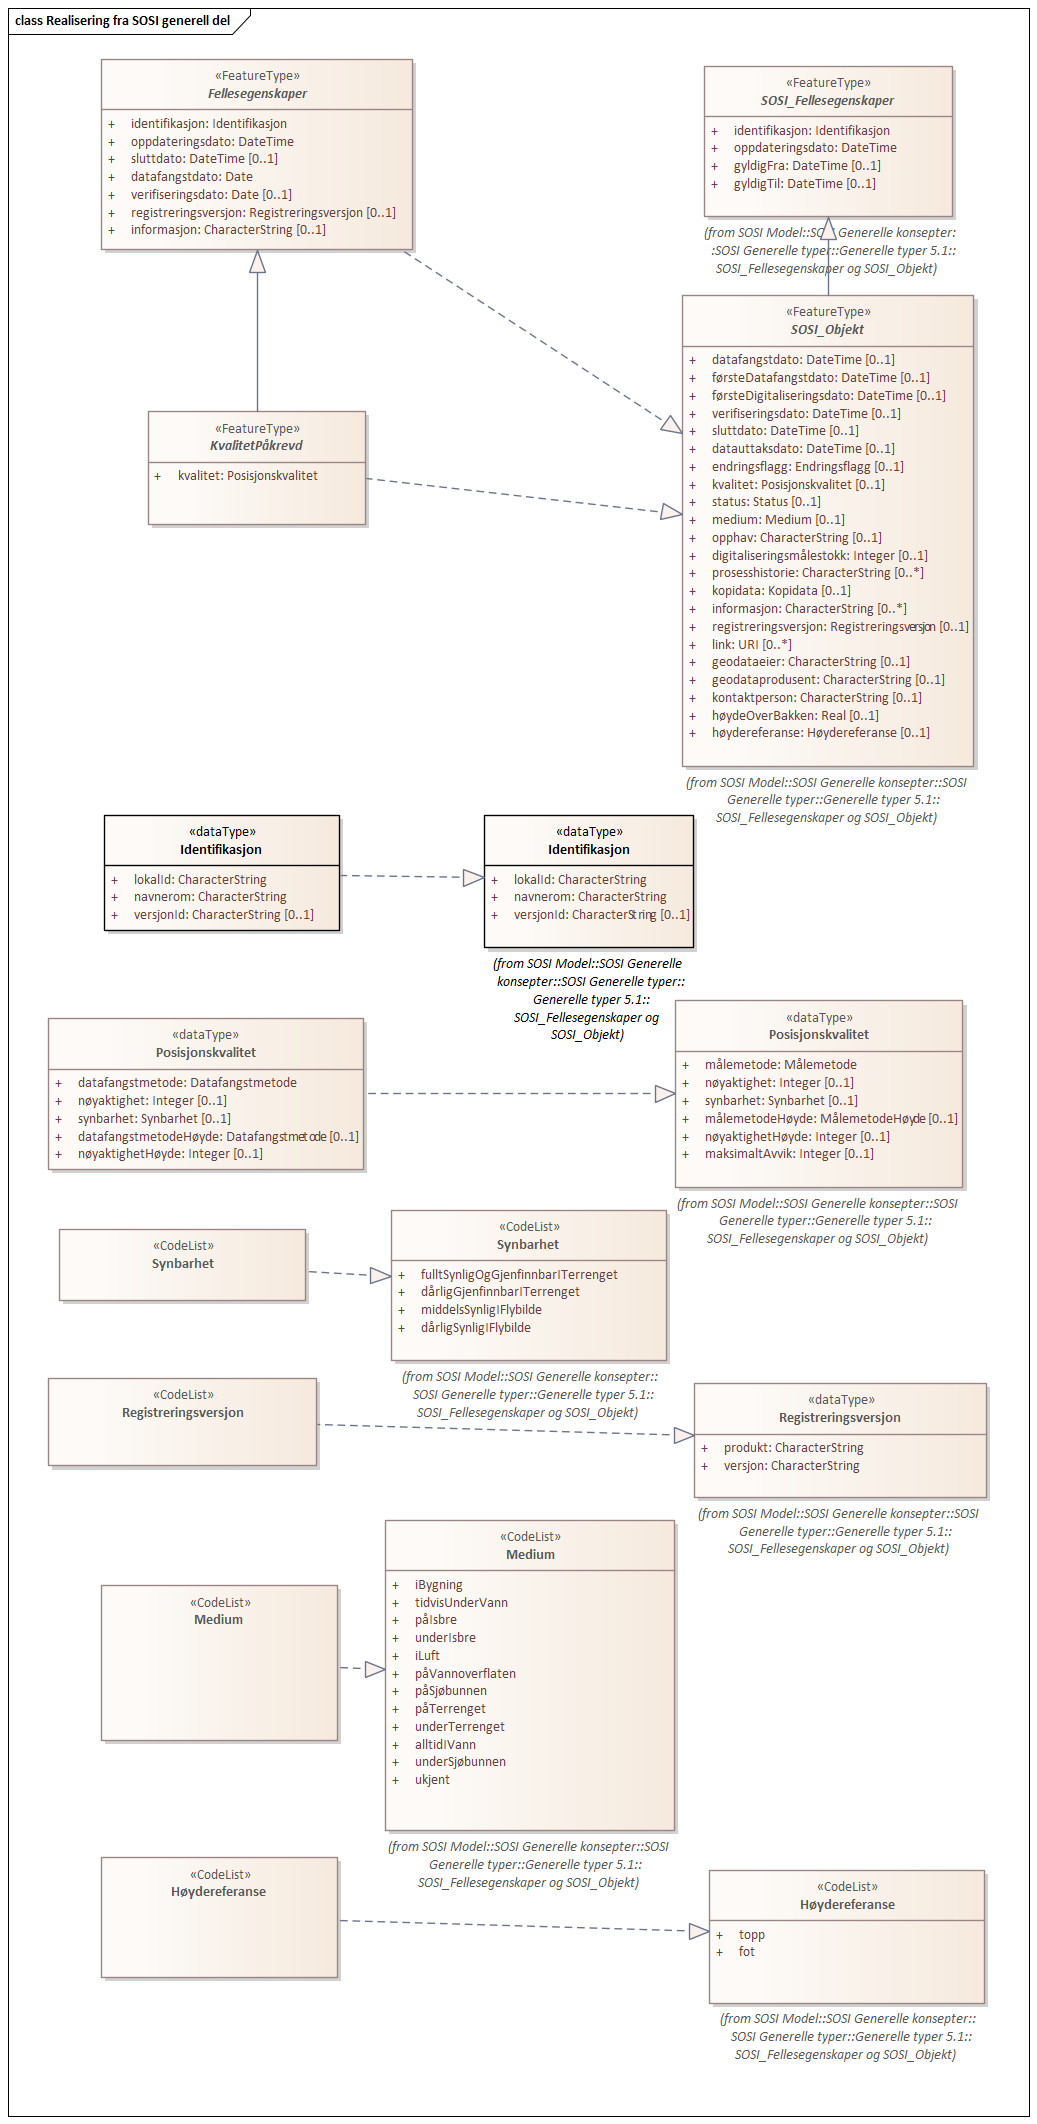 class Realisering fra SOSI generell del
«FeatureType»
Fellesegenskaper
+ identifikasjon: Identifikasjon
+ oppdateringsdato: DateTime
+ sluttdato: DateTime [0..1]
+ datafangstdato: Date
+ verifiseringsdato: Date [0..1]
+ registreringsversjon: Registreringsversjon [0..1]
+ informasjon: CharacterString [0..1]
«FeatureType»
SOSI_Fellesegenskaper
+ identifikasjon: Identifikasjon
+ oppdateringsdato: DateTime
+ gyldigFra: DateTime [0..1]
+ gyldigTil: DateTime [0..1]
(from SOSI Model::SOSI Generelle konsepter:
:SOSI Generelle typer::Generelle typer 5.1::
SOSI_Fellesegenskaper og SOSI_Objekt)
«FeatureType»
KvalitetPåkrevd
+ kvalitet: Posisjonskvalitet
«FeatureType»
SOSI_Objekt
+ datafangstdato: DateTime [0..1]
+ førsteDatafangstdato: DateTime [0..1]
+ førsteDigitaliseringsdato: DateTime [0..1]
+ verifiseringsdato: DateTime [0..1]
+ sluttdato: DateTime [0..1]
+ datauttaksdato: DateTime [0..1]
+ endringsflagg: Endringsflagg [0..1]
+ kvalitet: Posisjonskvalitet [0..1]
+ status: Status [0..1]
+ medium: Medium [0..1]
+ opphav: CharacterString [0..1]
+ digitaliseringsmålestokk: Integer [0..1]
+ prosesshistorie: CharacterString [0..*]
+ kopidata: Kopidata [0..1]
+ informasjon: CharacterString [0..*]
+ registreringsversjon: Registreringsversjon [0..1]
+ link: URI [0..*]
+ geodataeier: CharacterString [0..1]
+ geodataprodusent: CharacterString [0..1]
+ kontaktperson: CharacterString [0..1]
+ høydeOverBakken: Real [0..1]
+ høydereferanse: Høydereferanse [0..1]
(from SOSI Model::SOSI Generelle konsepter::SOSI
Generelle typer::Generelle typer 5.1::
SOSI_Fellesegenskaper og SOSI_Objekt)
«dataType»
Identifikasjon
+ lokalId: CharacterString
+ navnerom: CharacterString
+ versjonId: CharacterString [0..1]
«dataType»
Identifikasjon
+ lokalId: CharacterString
+ navnerom: CharacterString
+ versjonId: CharacterString [0..1]
(from SOSI Model::SOSI Generelle
konsepter::SOSI Generelle typer::
Generelle typer 5.1::
SOSI_Fellesegenskaper og
SOSI_Objekt)
«dataType»
Posisjonskvalitet
+ datafangstmetode: Datafangstmetode
+ nøyaktighet: Integer [0..1]
+ synbarhet: Synbarhet [0..1]
+ datafangstmetodeHøyde: Datafangstmetode [0..1]
+ nøyaktighetHøyde: Integer [0..1]
«dataType»
Posisjonskvalitet
+ målemetode: Målemetode
+ nøyaktighet: Integer [0..1]
+ synbarhet: Synbarhet [0..1]
+ målemetodeHøyde: MålemetodeHøyde [0..1]
+ nøyaktighetHøyde: Integer [0..1]
+ maksimaltAvvik: Integer [0..1]
(from SOSI Model::SOSI Generelle konsepter::SOSI
Generelle typer::Generelle typer 5.1::
SOSI_Fellesegenskaper og SOSI_Objekt)
«CodeList»
Synbarhet
«CodeList»
Synbarhet
+ fulltSynligOgGjenfinnbarITerrenget
+ dårligGjenfinnbarITerrenget
+ middelsSynligIFlybilde
+ dårligSynligIFlybilde
(from SOSI Model::SOSI Generelle konsepter::
SOSI Generelle typer::Generelle typer 5.1::
SOSI_Fellesegenskaper og SOSI_Objekt)
«CodeList»
Registreringsversjon
«dataType»
Registreringsversjon
+ produkt: CharacterString
+ versjon: CharacterString
(from SOSI Model::SOSI Generelle konsepter::SOSI
Generelle typer::Generelle typer 5.1::
SOSI_Fellesegenskaper og SOSI_Objekt)
«CodeList»
Medium
«CodeList»
Medium
+ iBygning
+ tidvisUnderVann
+ påIsbre
+ underIsbre
+ iLuft
+ påVannoverflaten
+ påSjøbunnen
+ påTerrenget
+ underTerrenget
+ alltidIVann
+ underSjøbunnen
+ ukjent
(from SOSI Model::SOSI Generelle konsepter::SOSI
Generelle typer::Generelle typer 5.1::
SOSI_Fellesegenskaper og SOSI_Objekt)
«CodeList»
Høydereferanse
«CodeList»
Høydereferanse
+ topp
+ fot
(from SOSI Model::SOSI Generelle konsepter::
SOSI Generelle typer::Generelle typer 5.1::
SOSI_Fellesegenskaper og SOSI_Objekt)